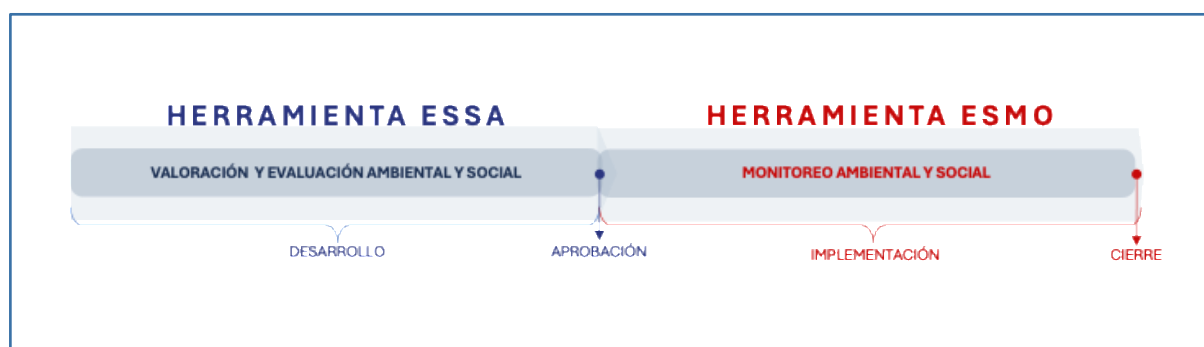 HERRAMIENTA ESSA
HERRAMIENTA ESMO
VALORACIÓN Y EVALUACIÓN AMBIENTAL Y SOCIAL
MONITOREO AMBIENTAL Y SOCIAL
DESARROLLO
APROBACIÓN
IMPLEMENTACIÓN
CIERRE